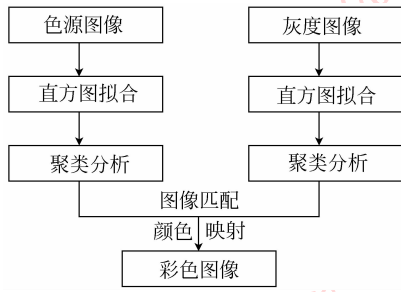 色源图像
灰度图像
直方图拟合
直方图拟合
聚类分析
聚类分析
图像匹配
颜色 映射
彩色图像